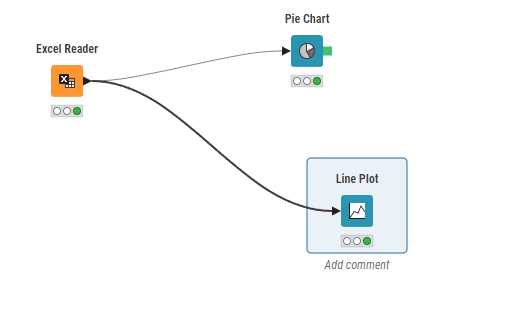 Pie Chart
Excel Reader
X
Line Plot
Add comment